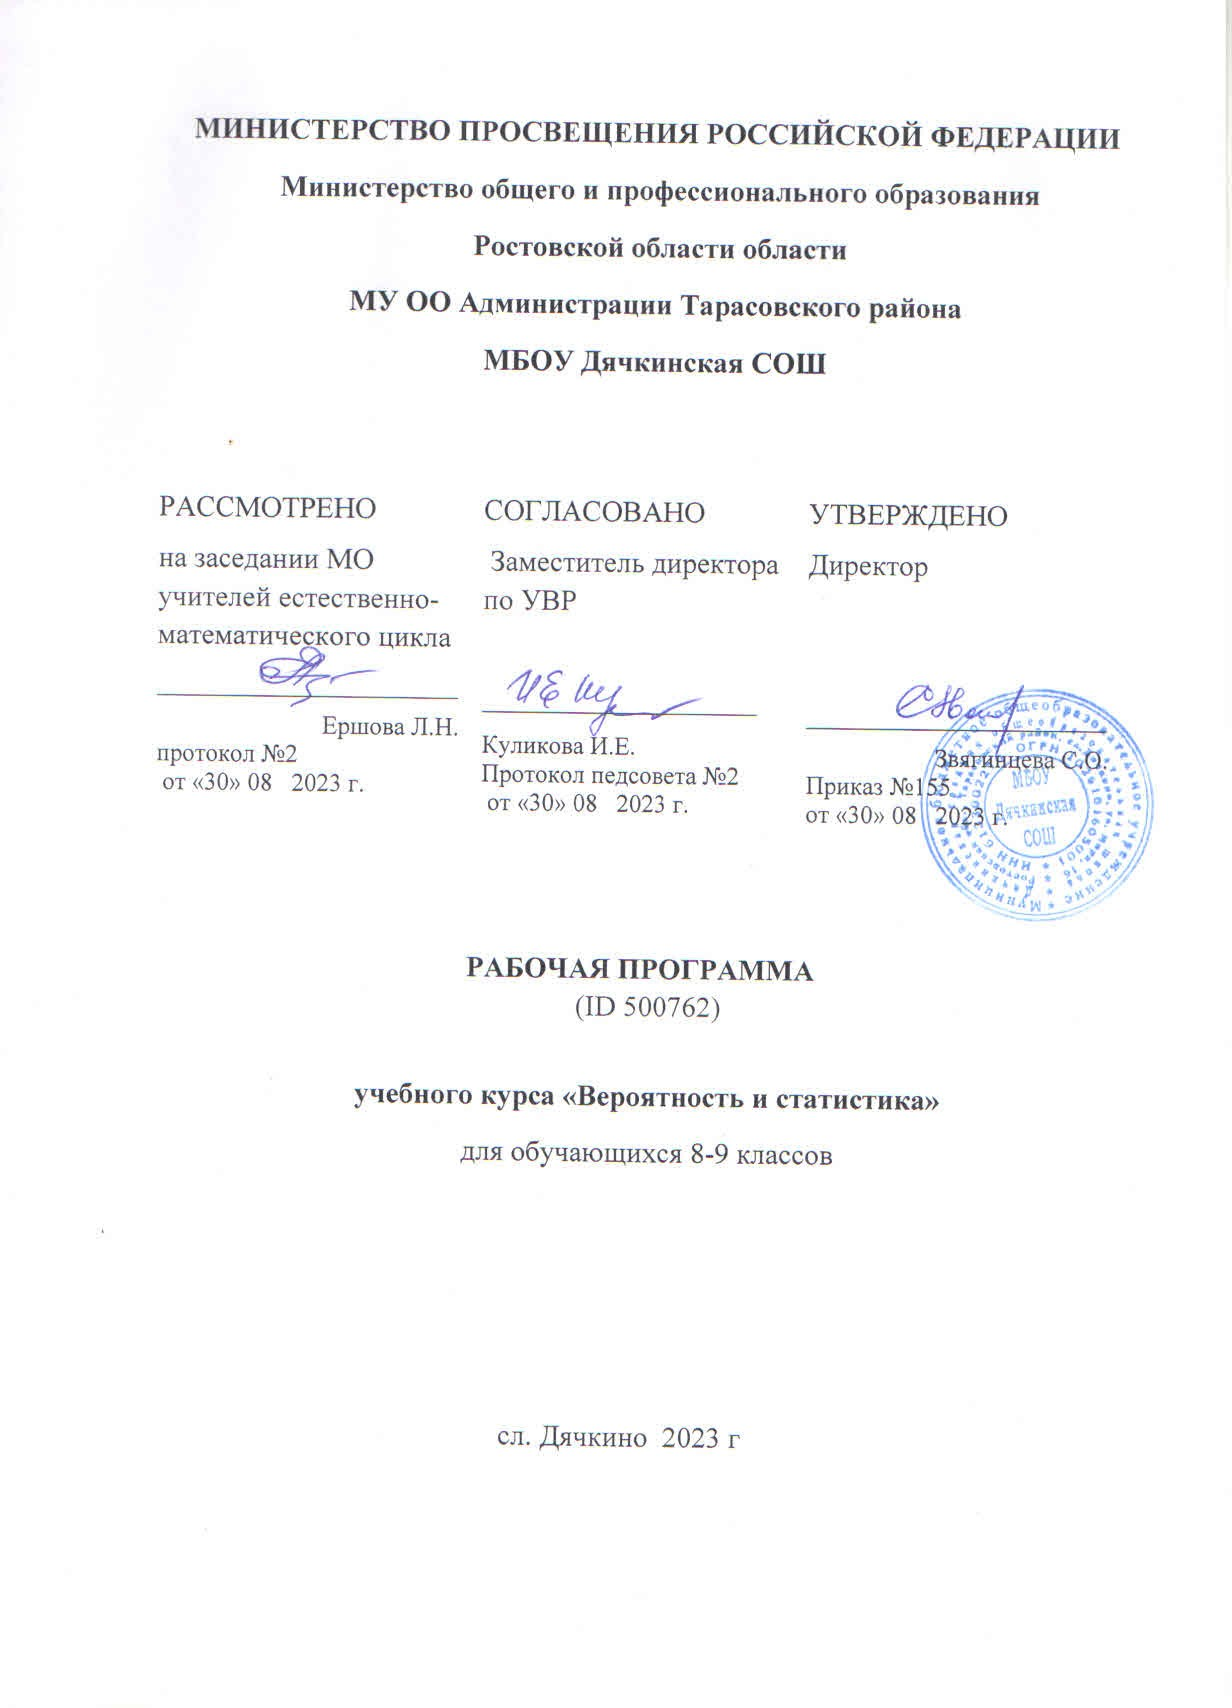 МИНИСТЕРСТВО ПРОСВЕЩЕНИЯ РОССИЙСКОЙ ФЕДЕРАЦИИ
Министерство общего и профессионального образования
Ростовской области области
МУ ОО Администрации Тарасовского района
МБОУ Дячкинская СОШ
РАССМОТРЕНО
на заседании МО
учителей естественно-
математического цикла
Ершова Л.Н.
протокол №2
от «30» 08 2023 г.
СОГЛАСОВАНО
Заместитель директора
по УВР
Куликова И.Е.
Протокол педсовета №2
от «30» 08 2023 г.
УТВЕРЖДЕНО
Директор
Звягинцева С.О.
Приказ №155
от «30» 08 2023 г.
МБОУ
Дячкинская
СОШ
РАБОЧАЯ ПРОГРАММА
(ID 500762)
учебного курса «Вероятность и статистика»
для обучающихся 8-9 классов
сл. Дячкино 2023 г